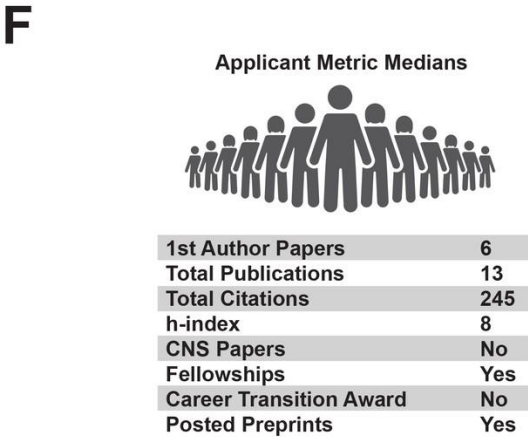 F
Applicant Metric Medians
1st Author Papers 6
Total Publications 13
Total Citations 245
h-index 8
CNS Papers No
Fellowships Yes
Career Transition Award No
Posted Preprints Yes